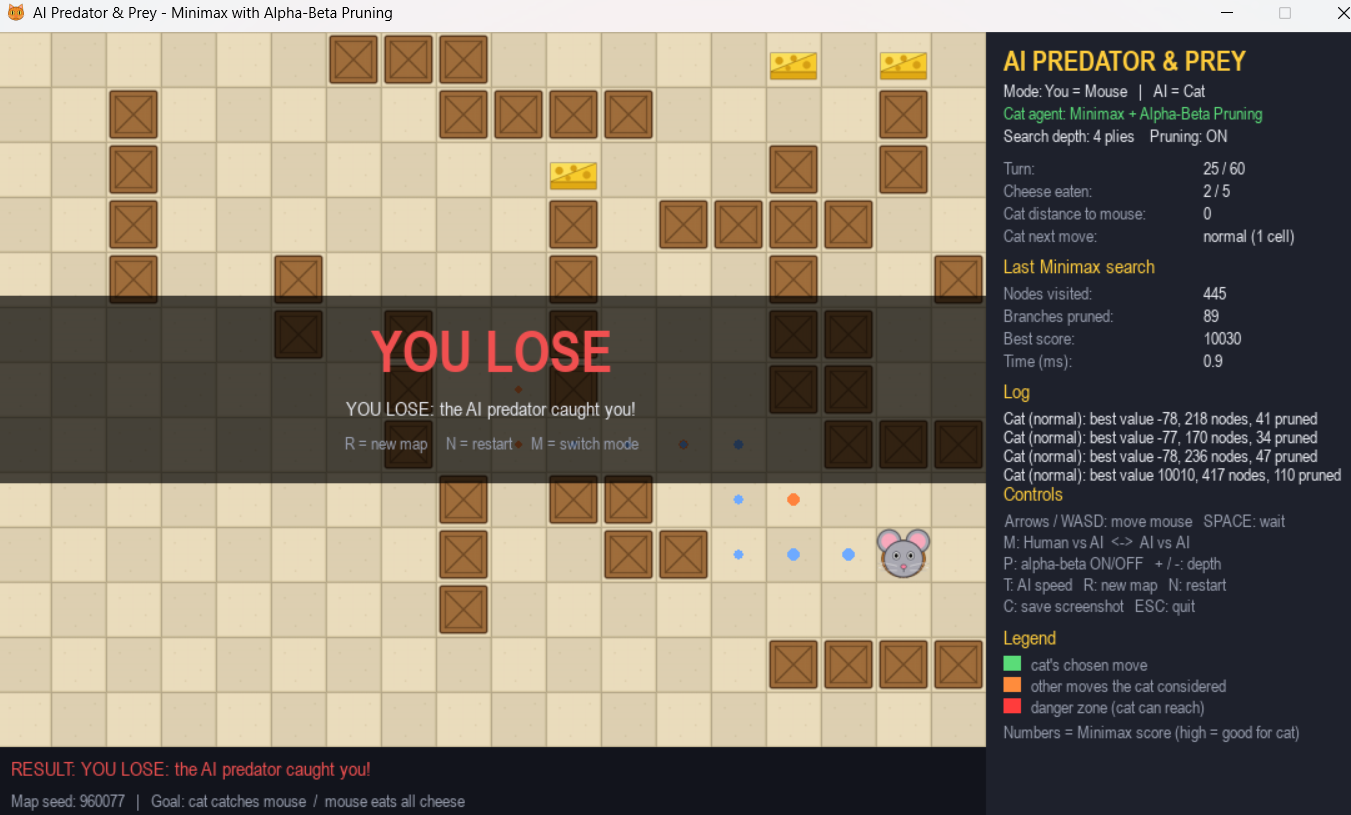 AI Predator & Prey - Minimax with Alpha-Beta Pruning
AI PREDATOR & PREY
Mode: You = Mouse | AI = Cat
Cat agent: Minimax + Alpha-Beta Pruning
Search depth: 4 plies Pruning: ON
Turn: 25 / 60
Cheese eaten: 2 / 5
Cat distance to mouse: 0
Cat next move: normal (1 cell)
Last Minimax search
Nodes visited: 445
Branches pruned: 89
Best score: 10030
Time (ms): 0.9
Log
Cat (normal): best value -78, 218 nodes, 41 pruned
Cat (normal): best value -77, 170 nodes, 34 pruned
Cat (normal): best value -78, 236 nodes, 47 pruned
Cat (normal): best value 10010, 417 nodes, 110 pruned
Controls
Arrows / WASD: move mouse SPACE: wait
M: Human vs AI <-> AI vs AI
P: alpha-beta ON/OFF + / -: depth
T: AI speed R: new map N: restart
C: save screenshot ESC: quit
Legend
cat's chosen move
other moves the cat considered
danger zone (cat can reach)
Numbers = Minimax score (high = good for cat)
YOU LOSE
YOU LOSE: the AI predator caught you!
R = new map N = restart M = switch mode
RESULT: YOU LOSE: the AI predator caught you!
Map seed: 960077 | Goal: cat catches mouse / mouse eats all cheese